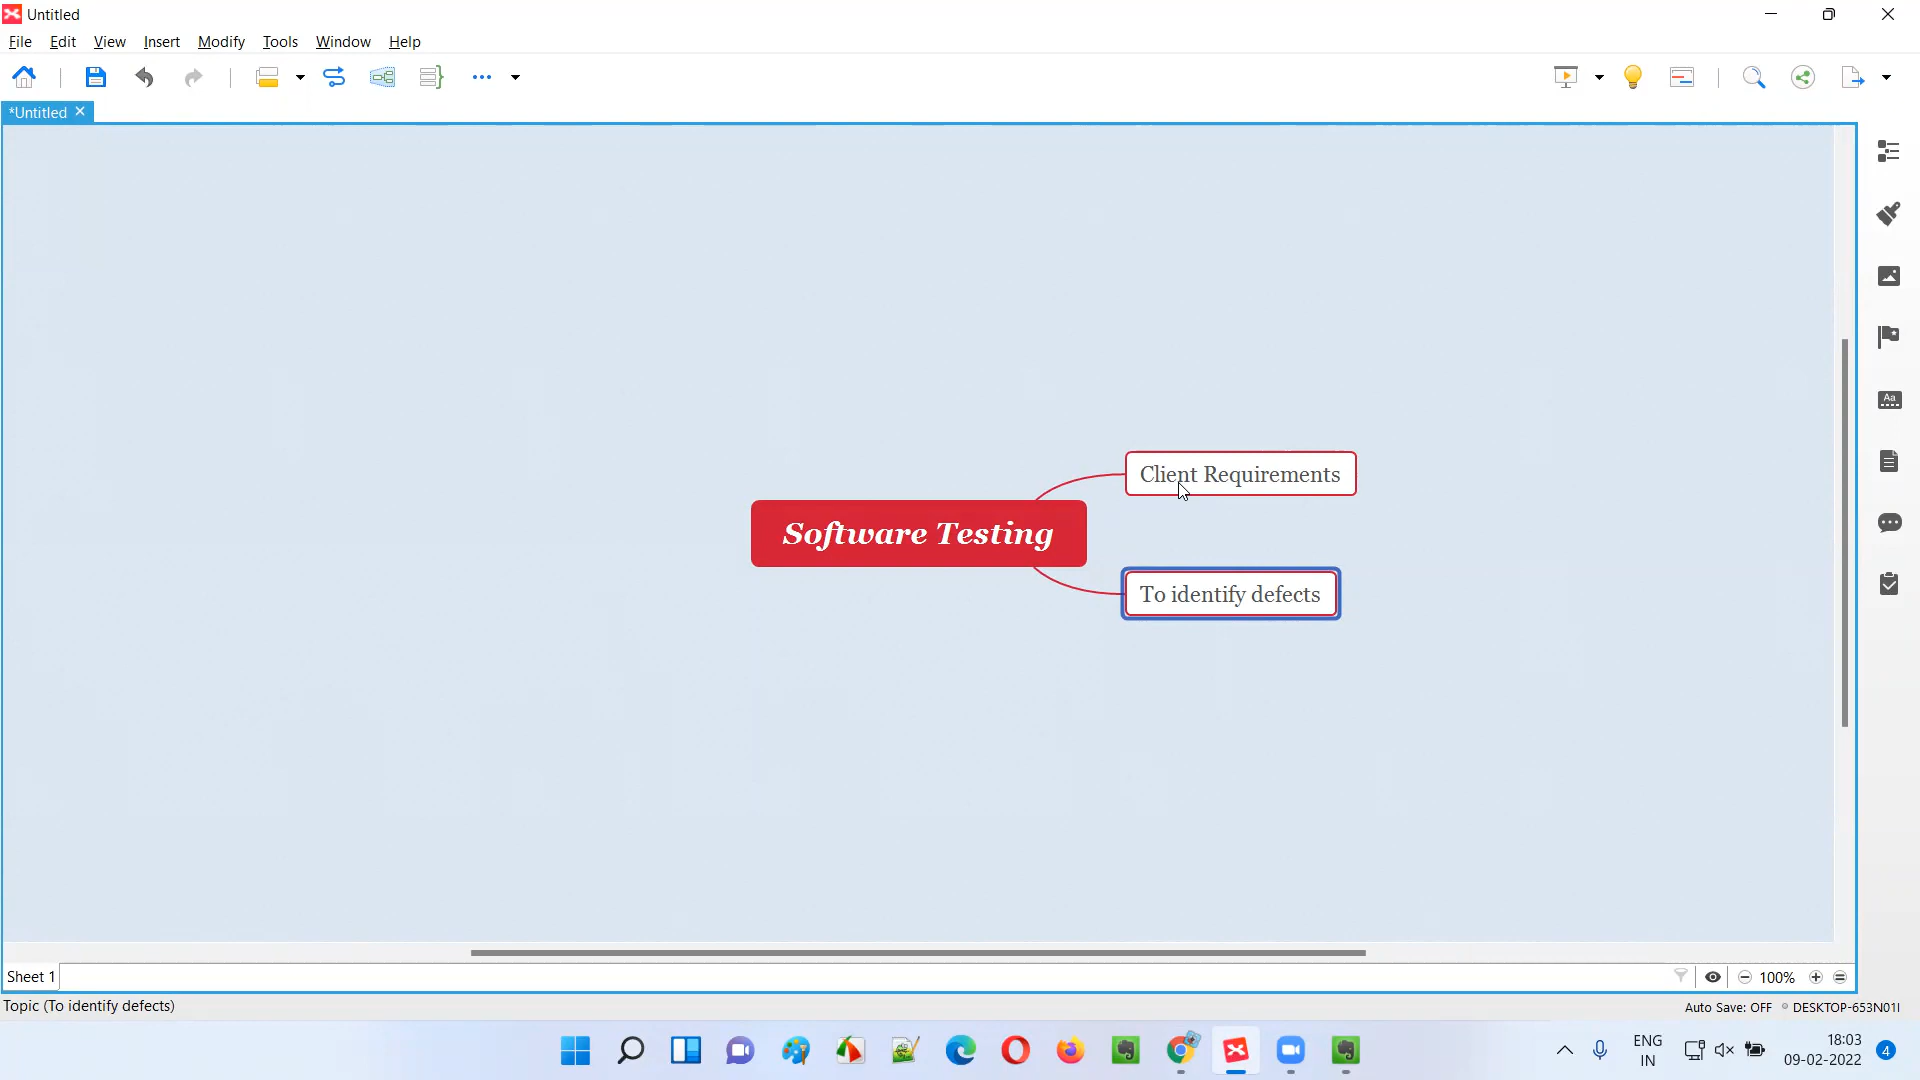 Untitled
File Edit View Insert Modify Tools Window Help
*Untitled
Client Requirements
Software Testing
To identify defects
Aa
Sheet 1
100%
Topic (To identify defects)
Auto Save: OFF
DESKTOP-653N01I
ENG
IN
18:03
09-02-2022
4